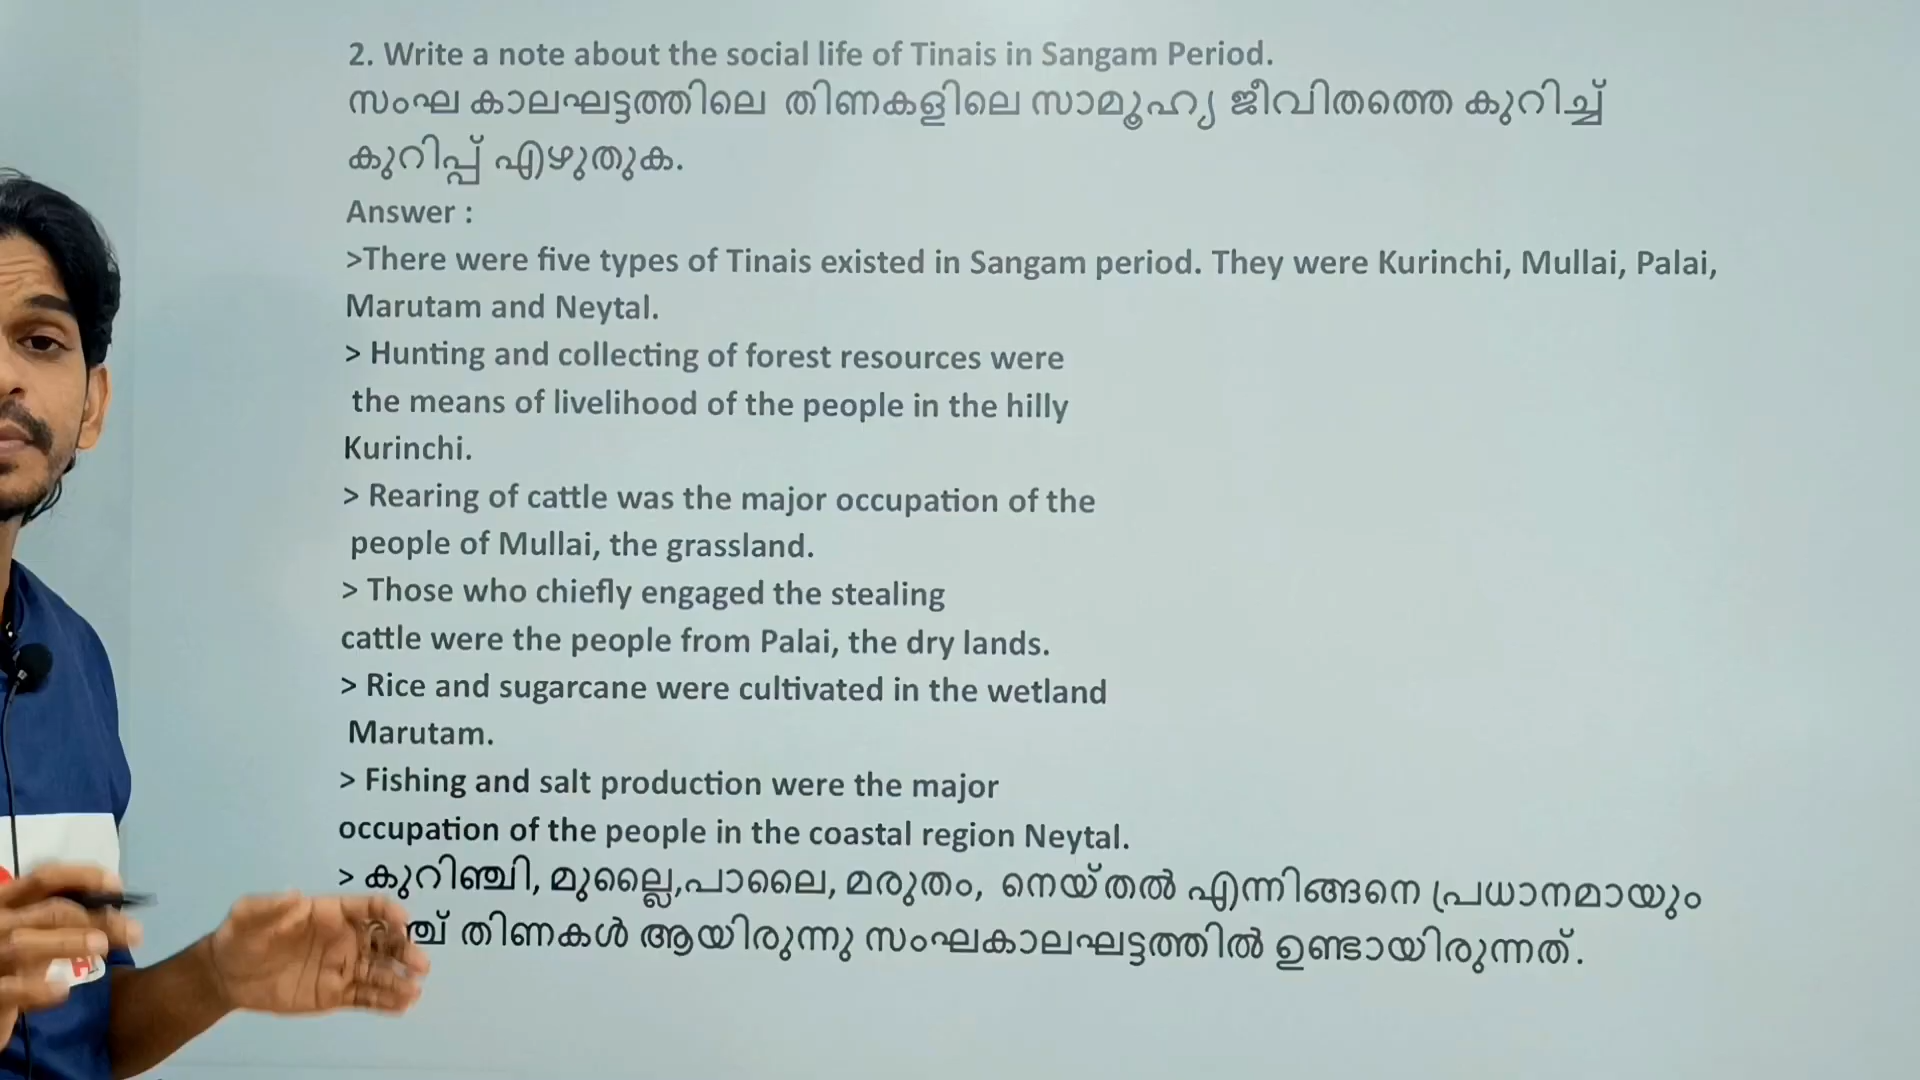 2. Write a note about the social life of Tinais in Sangam Period.
സംഘ കാലഘട്ടത്തിലെ തിണകളിലെ സാമൂഹ്യ ജീവിതത്തെ കുറിച്ച്
കുറിപ്പ് എഴുതുക.
Answer :
>There were five types of Tinais existed in Sangam period. They were Kurinchi, Mullai, Palai,
Marutam and Neytal.
> Hunting and collecting of forest resources were
the means of livelihood of the people in the hilly
Kurinchi.
> Rearing of cattle was the major occupation of the
people of Mullai, the grassland.
> Those who chiefly engaged the stealing
cattle were the people from Palai, the dry lands.
> Rice and sugarcane were cultivated in the wetland
Marutam.
> Fishing and salt production were the major
occupation of the people in the coastal region Neytal.
> കുറിഞ്ചി, മുല്ലൈ,പാലൈ, മരുതം, നെയ്തൽ എന്നിങ്ങനെ പ്രധാനമായും
തിണകൾ ആയിരുന്നു സംഘകാലഘട്ടത്തിൽ ഉണ്ടായിരുന്നത്.